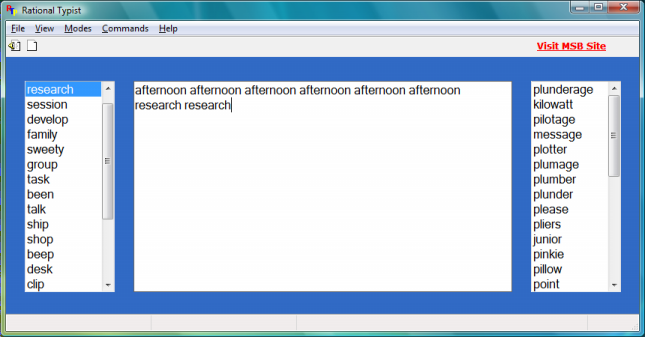 Rational Typist
File View Modes Commands Help
Visit MSB Site
research
session
develop
family
sweety
group
task
been
talk
ship
shop
beep
desk
clip
afternoon afternoon afternoon afternoon afternoon afternoon
research research
plunderage
kilowatt
pilotage
message
plotter
plumage
plumber
plunder
please
pliers
junior
pinkie
pillow
point